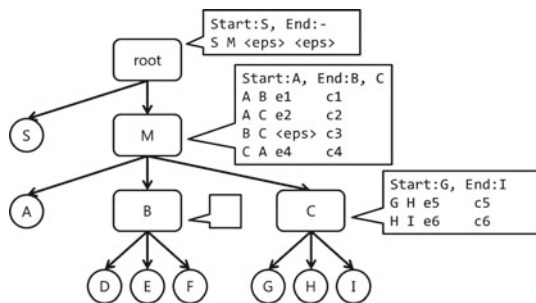 Start:S, End:-
S M <eps> <eps>
root
Start:A, End:B, C
A B e1 c1
A C e2 c2
B C <eps> c3
C A e4 c4
S
M
Start:G, End:I
G H e5 c5
H I e6 c6
A
B
C
D
E
F
G
H
I